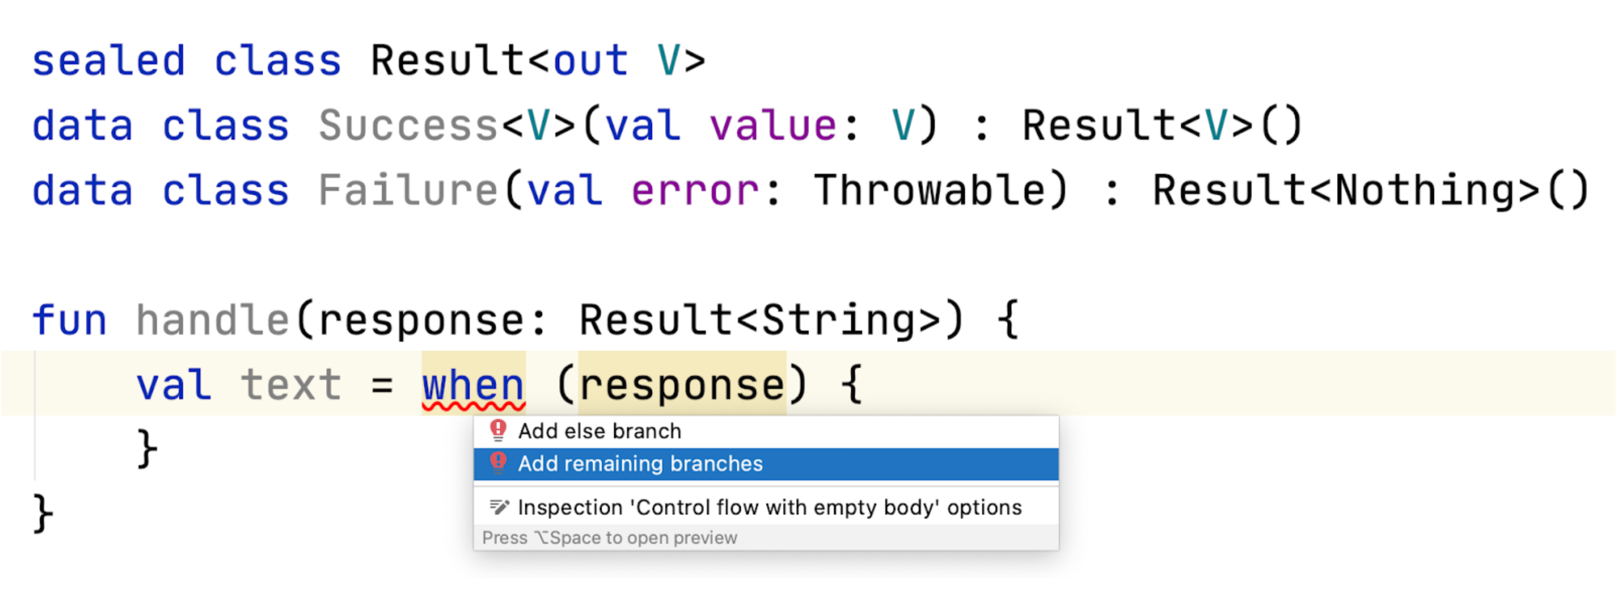 sealed class Result<out V>
data class Success<V>(val value: V) : Result<V>()
data class Failure(val error: Throwable) : Result<Nothing>()
fun handle(response: Result<String>) {
val text = when (response) {
}
}
Add else branch
Add remaining branches
Inspection 'Control flow with empty body' options
Press ⌥Space to open preview